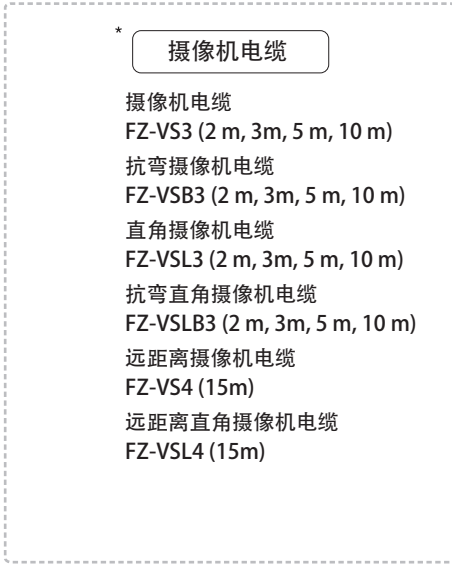 *
摄像机电缆
摄像机电缆
FZ-VS3 (2 m, 3m, 5 m, 10 m)
抗弯摄像机电缆
FZ-VSB3 (2 m, 3m, 5 m, 10 m)
直角摄像机电缆
FZ-VSL3 (2 m, 3m, 5 m, 10 m)
抗弯直角摄像机电缆
FZ-VSLB3 (2 m, 3m, 5 m, 10 m)
远距离摄像机电缆
FZ-VS4 (15m)
远距离直角摄像机电缆
FZ-VSL4 (15m)